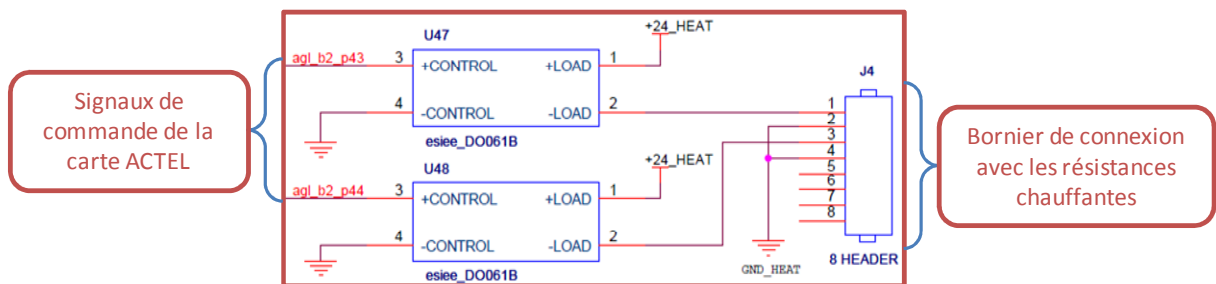 Signaux de
commande de la
carte ACTEL
U47
+24_HEAT
agl_b2_p43
3
+CONTROL
+LOAD
1
4
-CONTROL
-LOAD
2
esiee_DO061B
U48
+24_HEAT
agl_b2_p44
3
+CONTROL
+LOAD
1
4
-CONTROL
-LOAD
2
esiee_DO061B
J4
1
2
3
4
5
6
7
8
GND_HEAT
8 HEADER
Bornier de connexion
avec les résistances
chauffantes